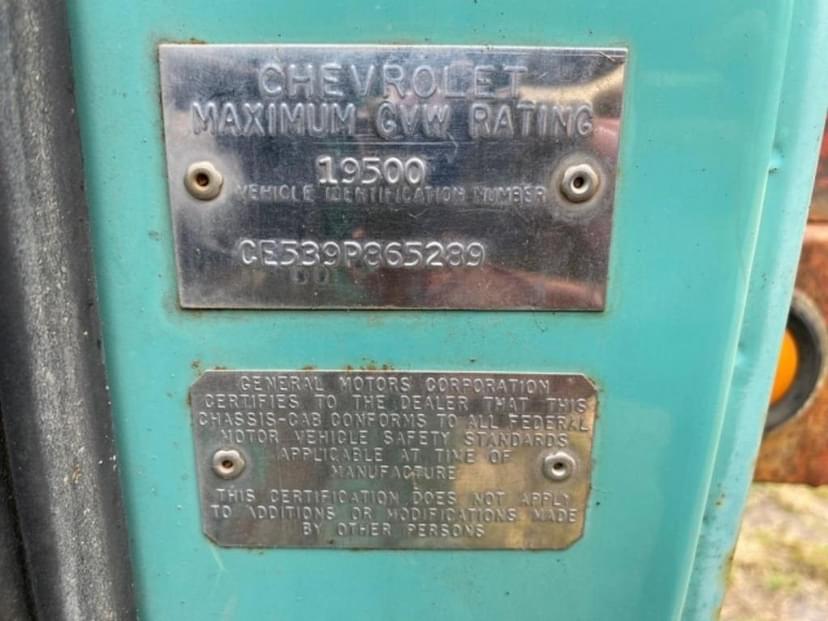 CHEVROLET
MAXIMUM GVW RATING
19500
VEHICLE IDENTIFICATION NUMBER
CE539P865289
GENERAL MOTORS CORPORATION
CERTIFIES TO THE DEALER THAT THIS
CHASSIS-CAB CONFORMS TO ALL FEDERAL
MOTOR VEHICLE SAFETY STANDARDS
APPLICABLE AT TIME OF
MANUFACTURE
THIS CERTIFICATION DOES NOT APPLY
TO ADDITIONS OR MODIFICATIONS MADE
BY OTHER PERSONS